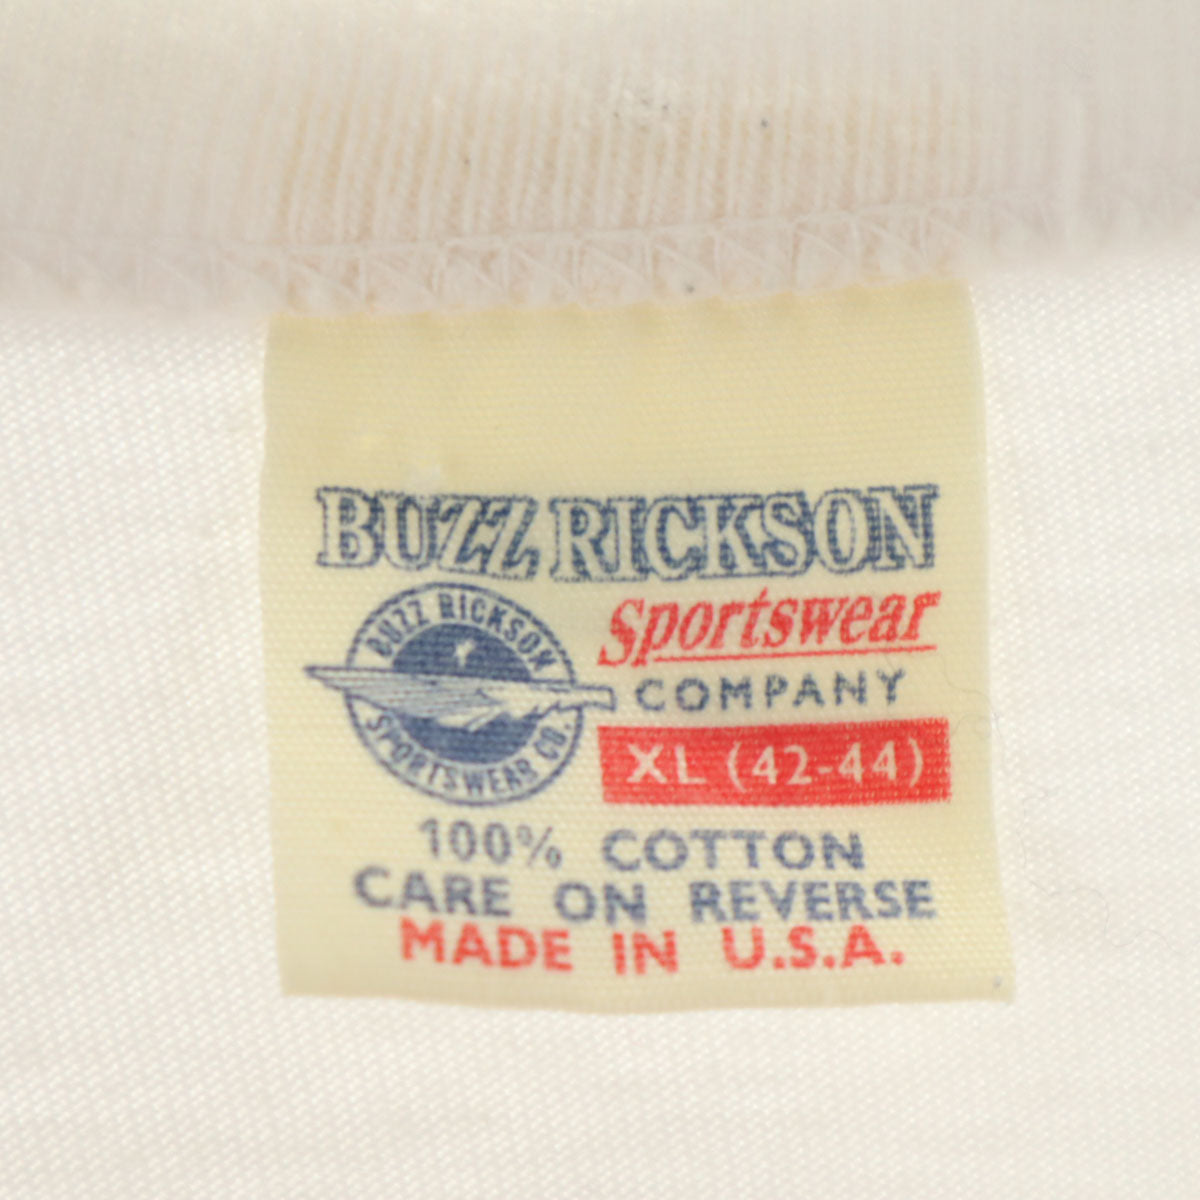 BUZZ RICKSON
Sportswear
COMPANY
BUZZ RICKSON
SPORTSWEAR CO.
XL (42-44)
100% COTTON
CARE ON REVERSE
MADE IN U.S.A.